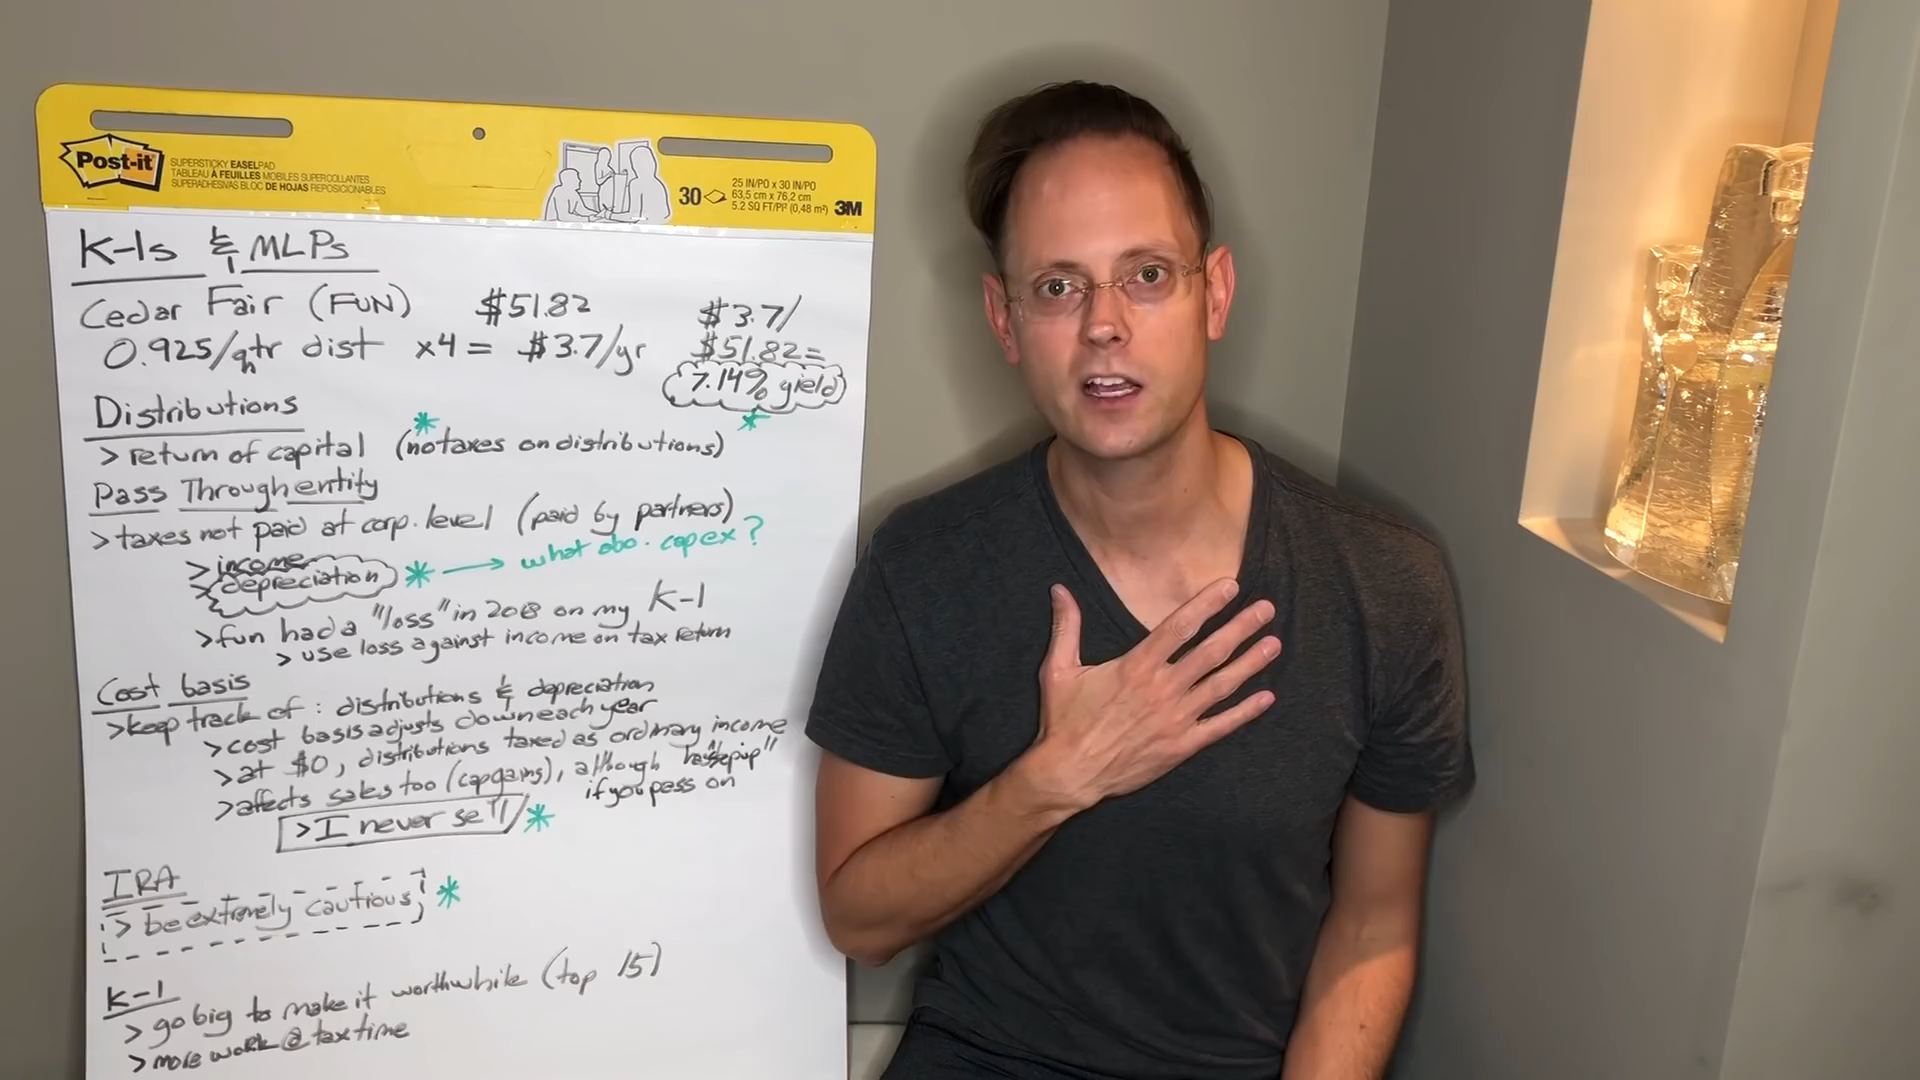 Post-it
SUPERSTICKY EASEL PAD
TABLEAU À FEUILLES MOBILES SUPERCOLLANTES
SUPERADHESIVAS BLOC DE HOJAS REPOSICIONABLES
30
25 IN/PO x 30 IN/PO
63,5 cm x 76,2 cm
5.2 SQ FT/PI² (0,48 m²)
3M
K-1s & MLPs
Cedar Fair (FUN) $51.82
0.925/qtr dist x4 = $3.7/yr
$3.7/
$51.82=
7.14% yield
Distributions
> return of capital (no taxes on distributions)
Pass Through entity
> taxes not paid at corp. level (paid by partners)
> income
> depreciation * → what abo. capex?
> fun had a "loss" in 2018 on my K-1
> use loss against income on tax return
Cost basis
> keep track of: distributions & depreciation
> cost basis adjusts down each year
> at $0, distributions taxed as ordinary income
> affects sales too (cap gains), although
if you pass on
> I never sell *
IRA
> be extremely cautious *
K-1
> go big to make it worthwhile (top 15)
> more work @ tax time